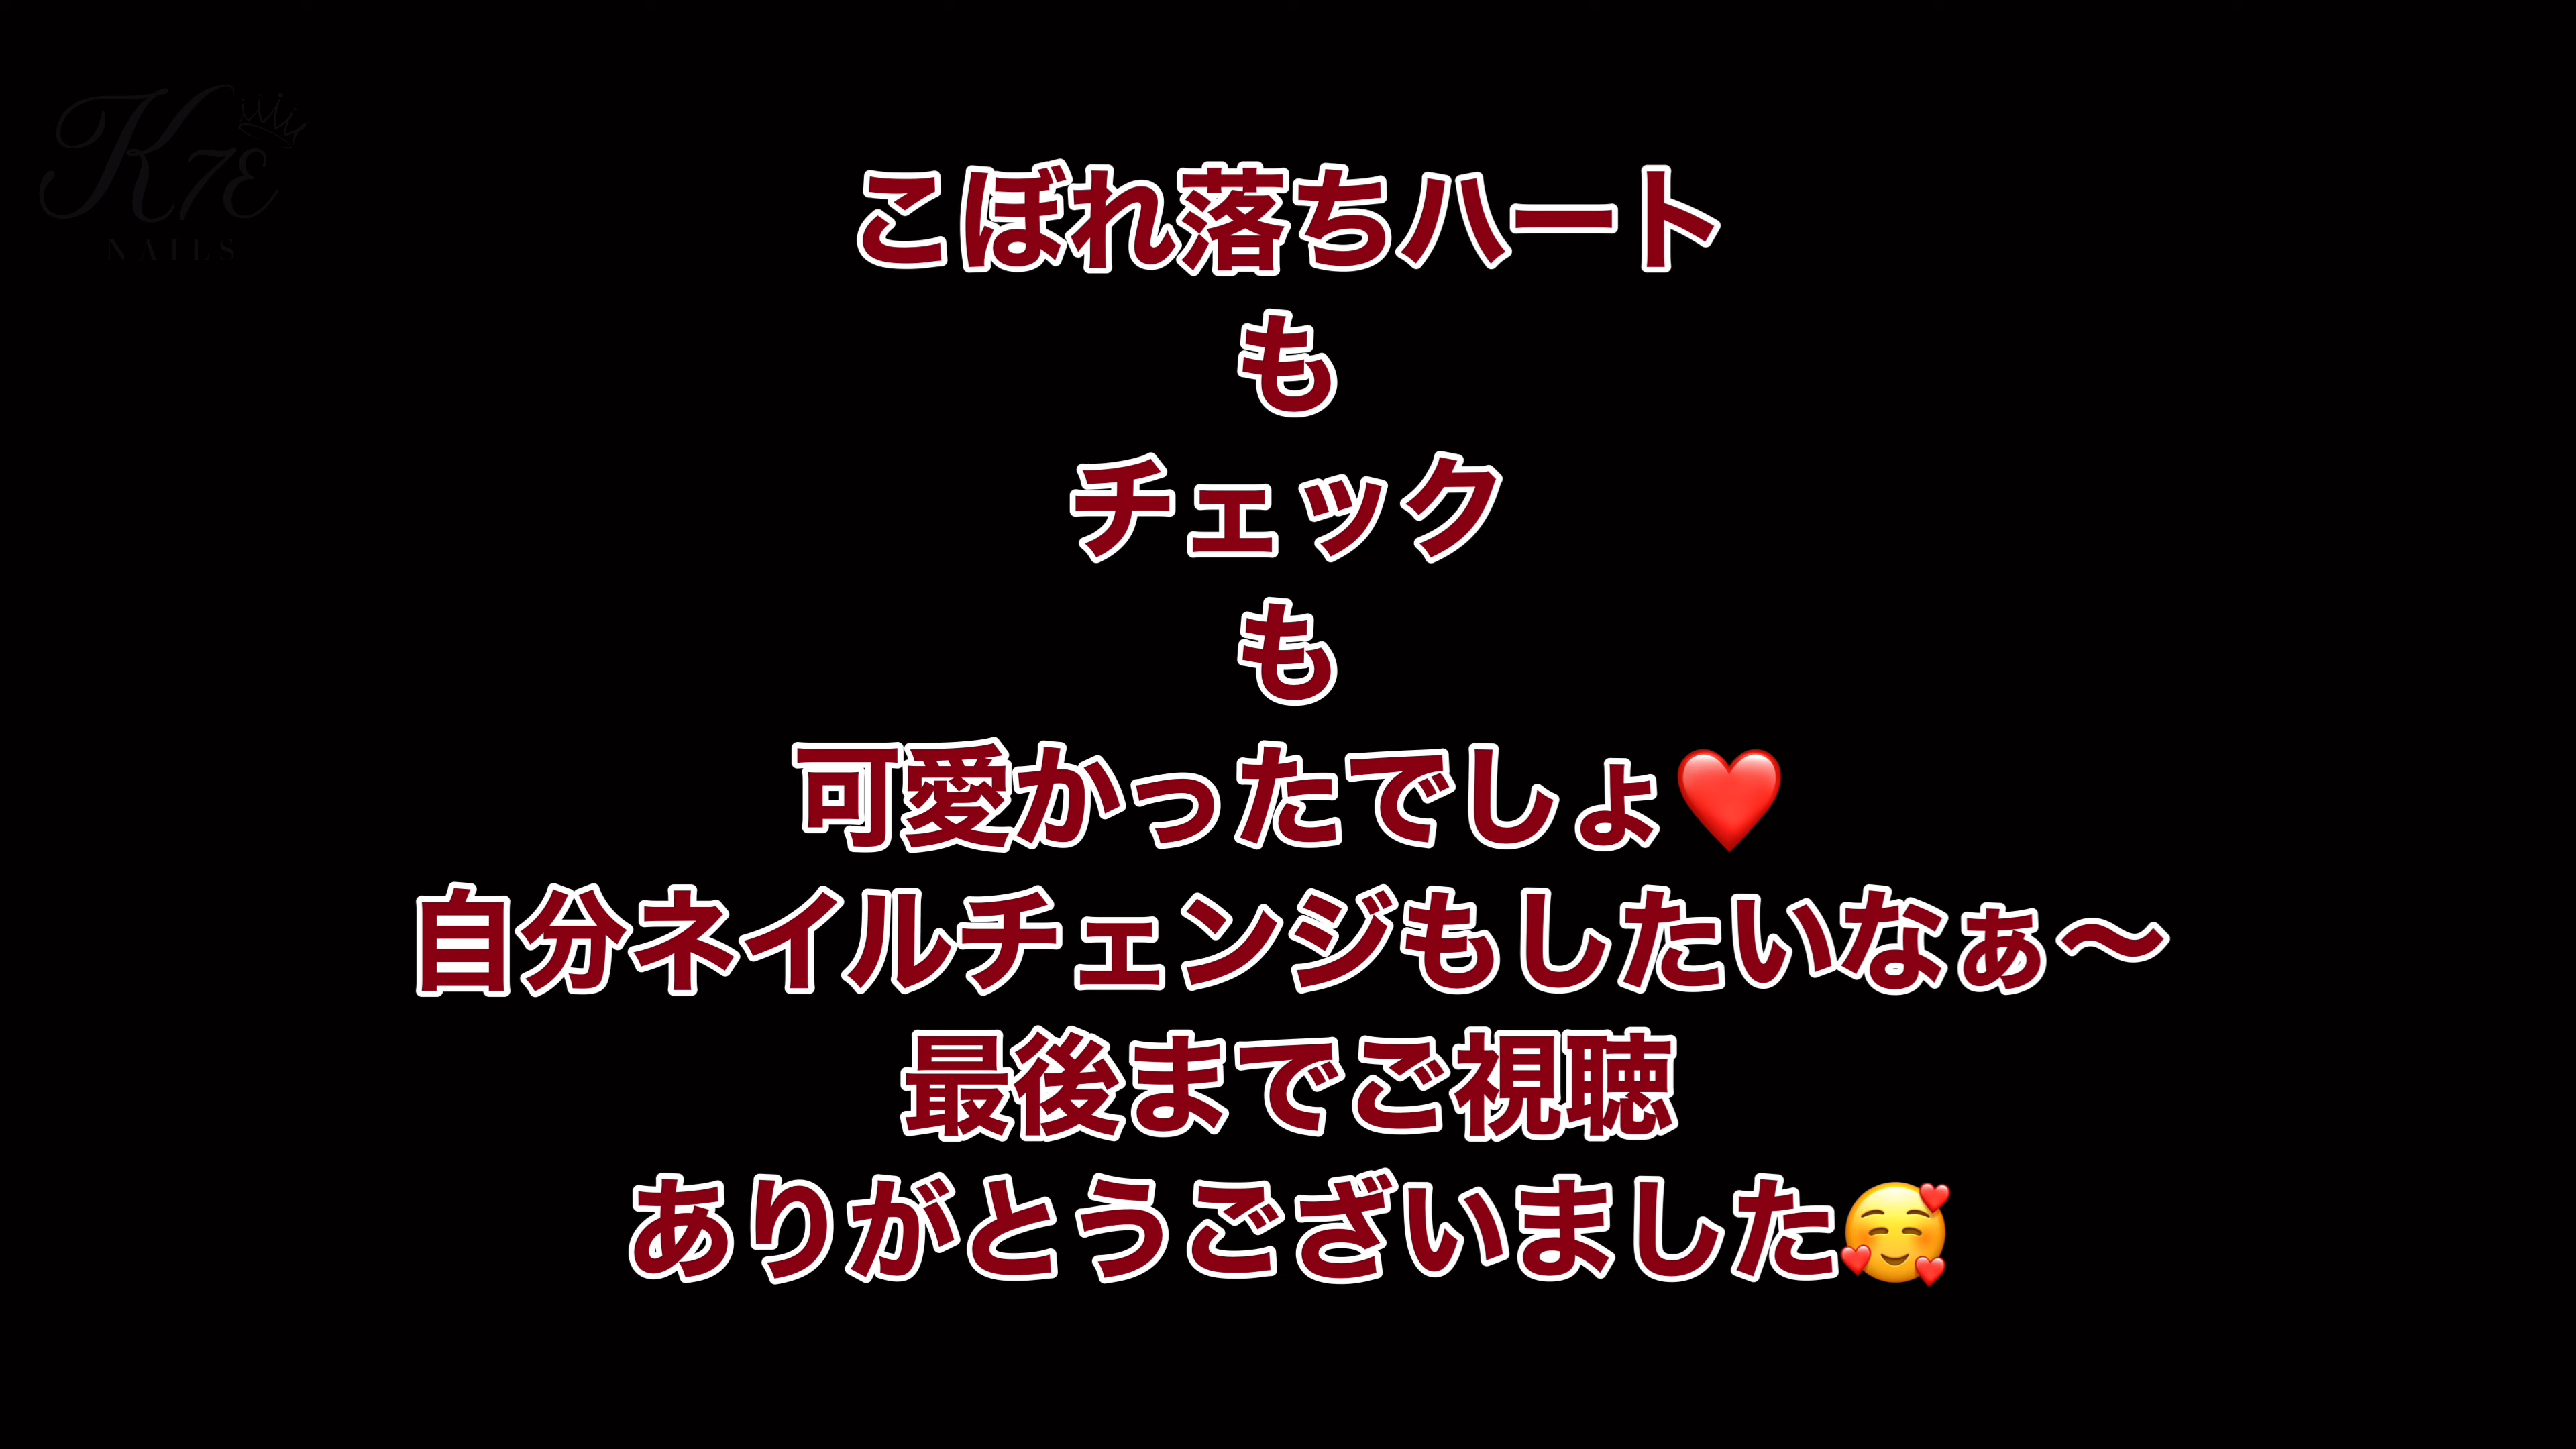 K7E
NAILS
こぼれ落ちハート
も
チェック
も
可愛かったでしょ❤️
自分ネイルチェンジもしたいなぁ〜
最後までご視聴
ありがとうございました🥰